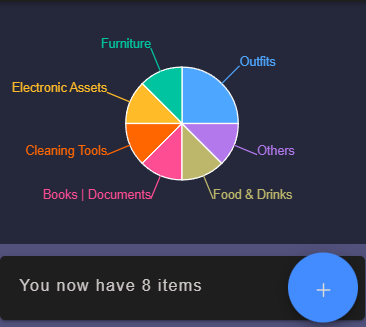 Furniture
Outfits
Electronic Assets
Cleaning Tools
Others
Books | Documents
Food & Drinks
You now have 8 items
+